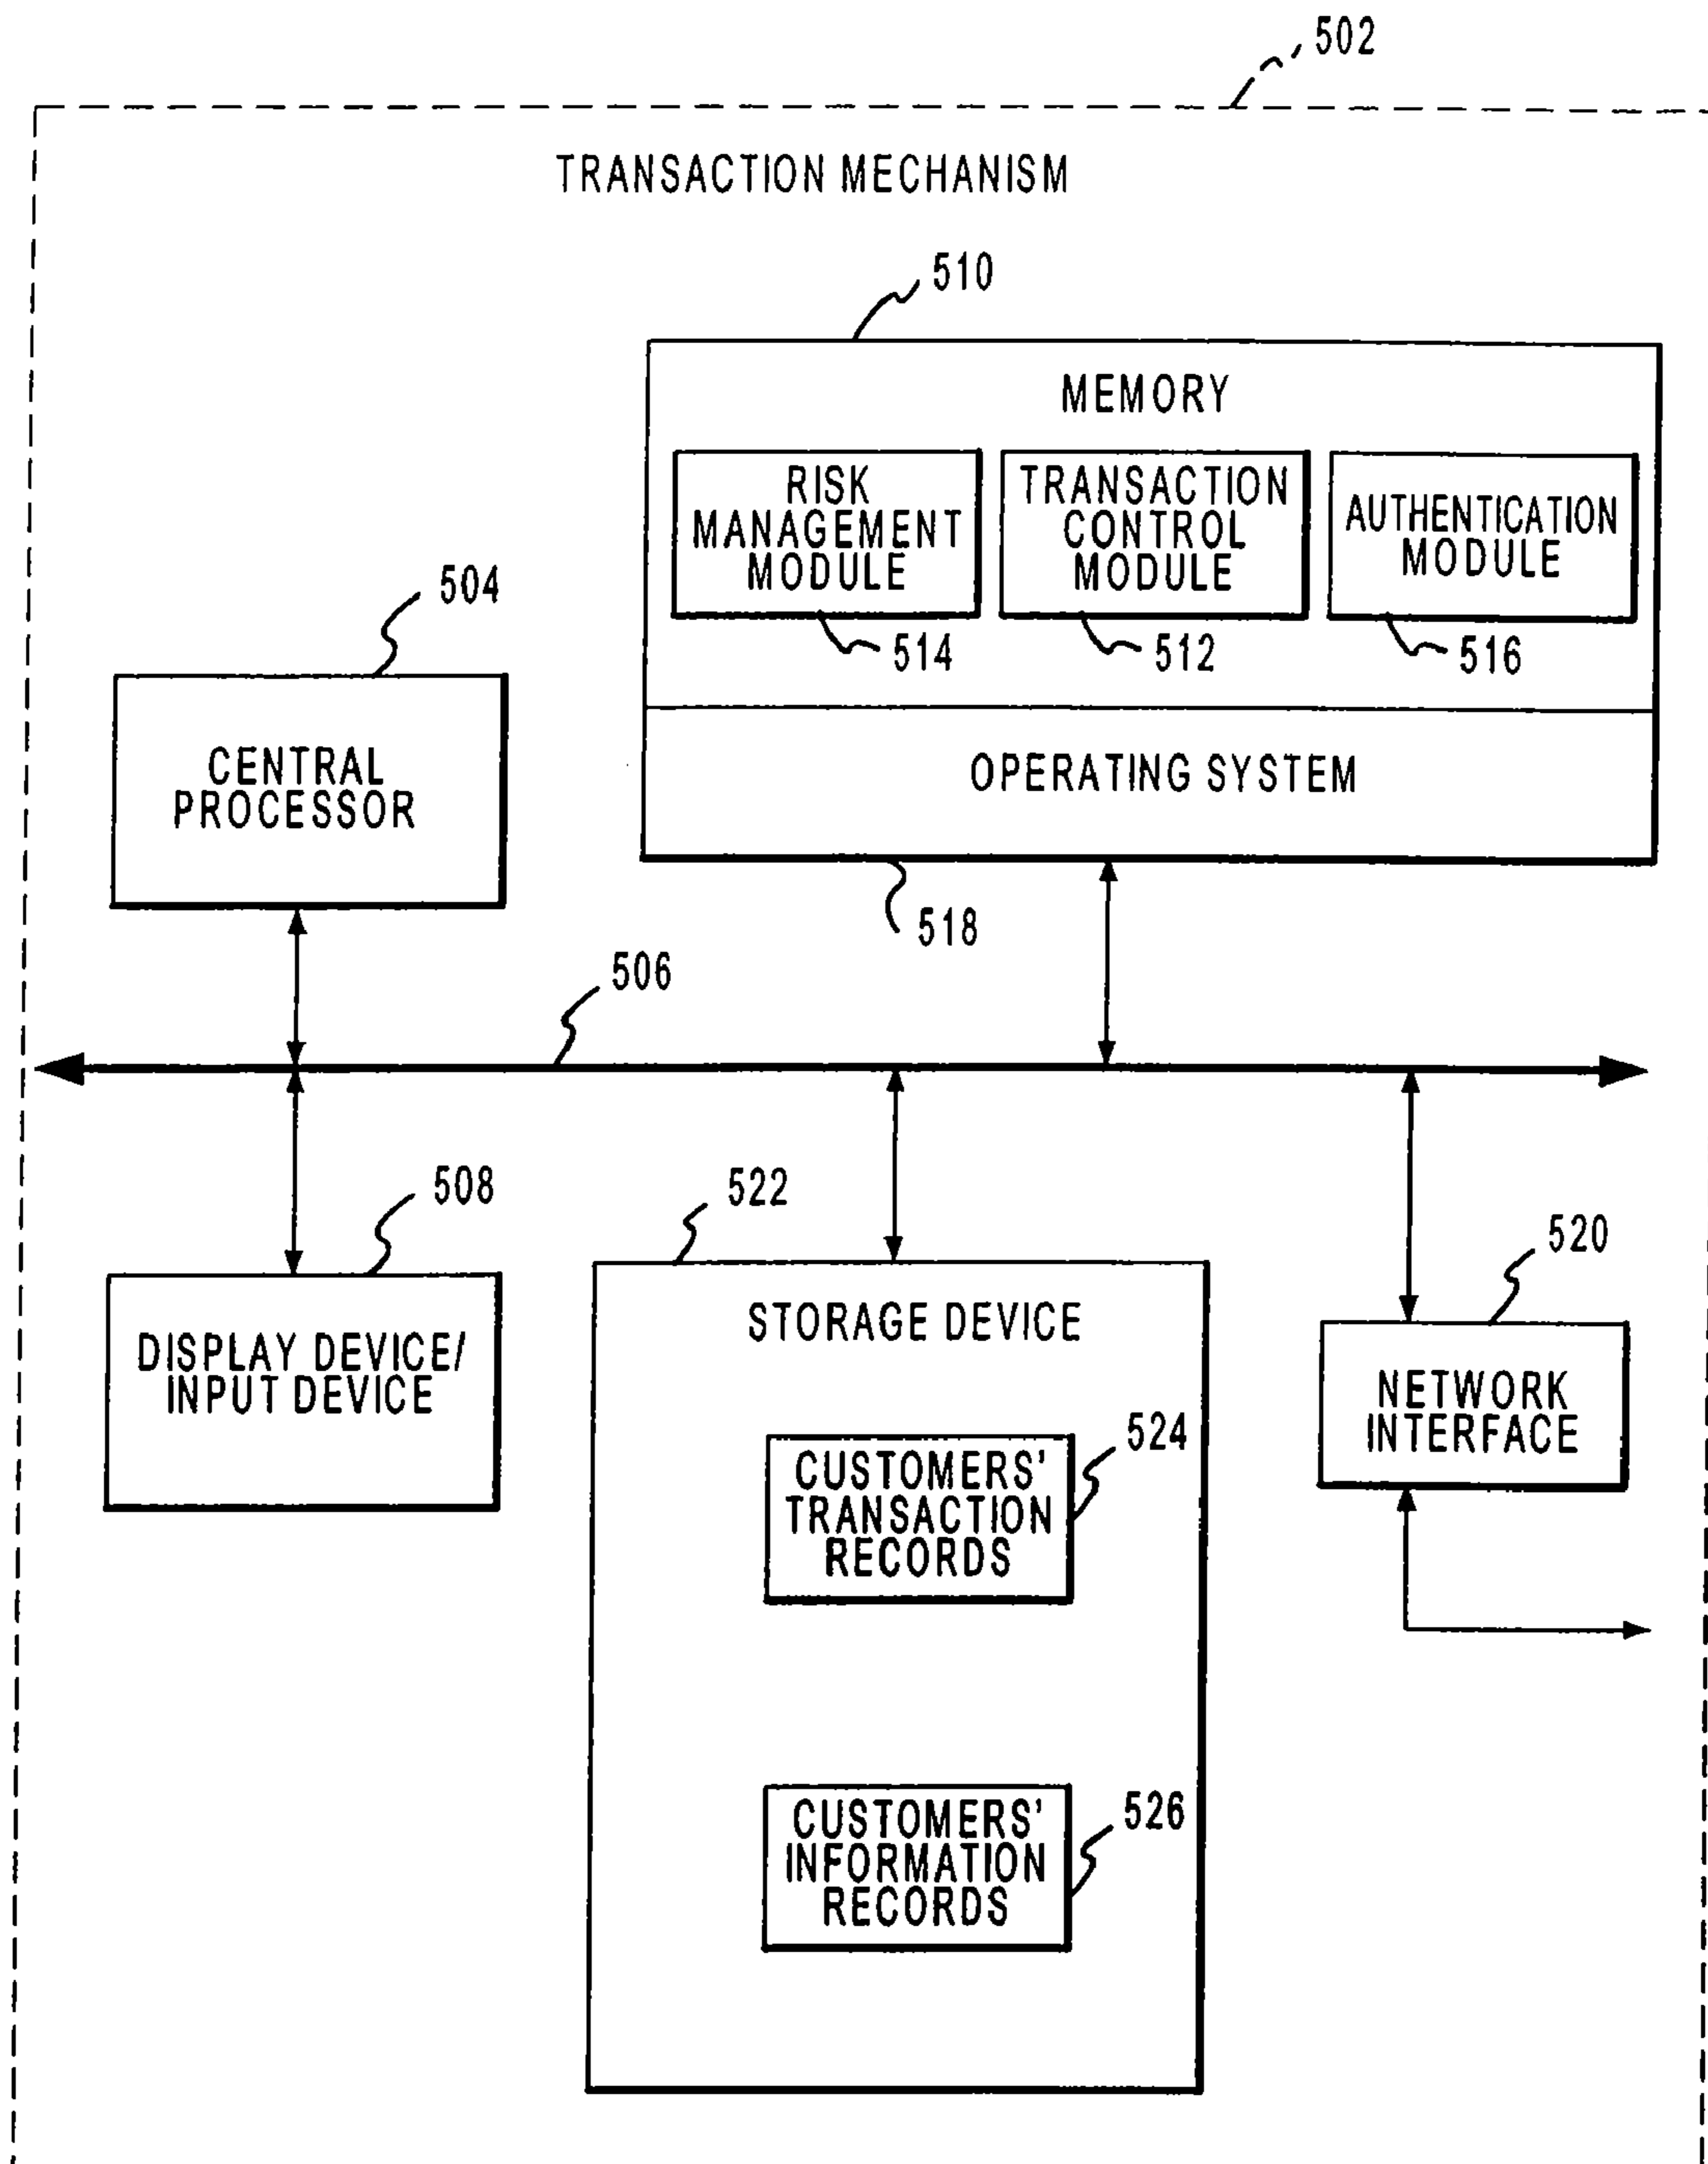 502
TRANSACTION MECHANISM
510
MEMORY
RISK
MANAGEMENT
MODULE
TRANSACTION
CONTROL
MODULE
AUTHENTICATION
MODULE
514
512
516
504
CENTRAL
PROCESSOR
OPERATING SYSTEM
518
506
508
522
520
DISPLAY DEVICE/
INPUT DEVICE
STORAGE DEVICE
NETWORK
INTERFACE
524
CUSTOMERS'
TRANSACTION
RECORDS
526
CUSTOMERS'
INFORMATION
RECORDS